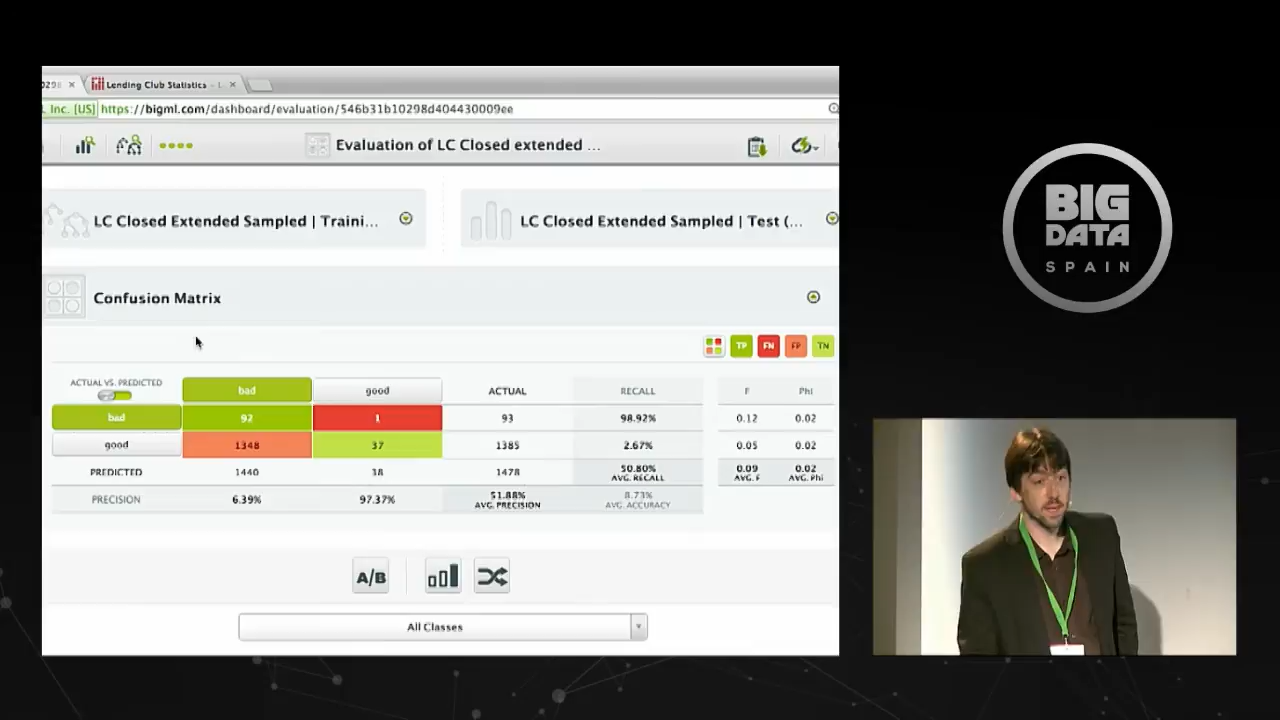 0298
Lending Club Statistics - L
Inc. [US] https://bigml.com/dashboard/evaluation/546b31b10298d404430009ee
Evaluation of LC Closed extended ...
LC Closed Extended Sampled | Traini...
LC Closed Extended Sampled | Test (...
Confusion Matrix
TP FN FP TN
ACTUAL VS. PREDICTED bad good ACTUAL RECALL F Phi
bad 92 1 93 98.92% 0.12 0.02
good 1348 37 1385 2.67% 0.05 0.02
PREDICTED 1440 38 1478 50.80% AVG. RECALL 0.09 AVG. F 0.02 AVG. Phi
PRECISION 6.39% 97.37% 51.88% AVG. PRECISION 8.73% AVG. ACCURACY
A/B
All Classes
BIG
DATA
SPAIN